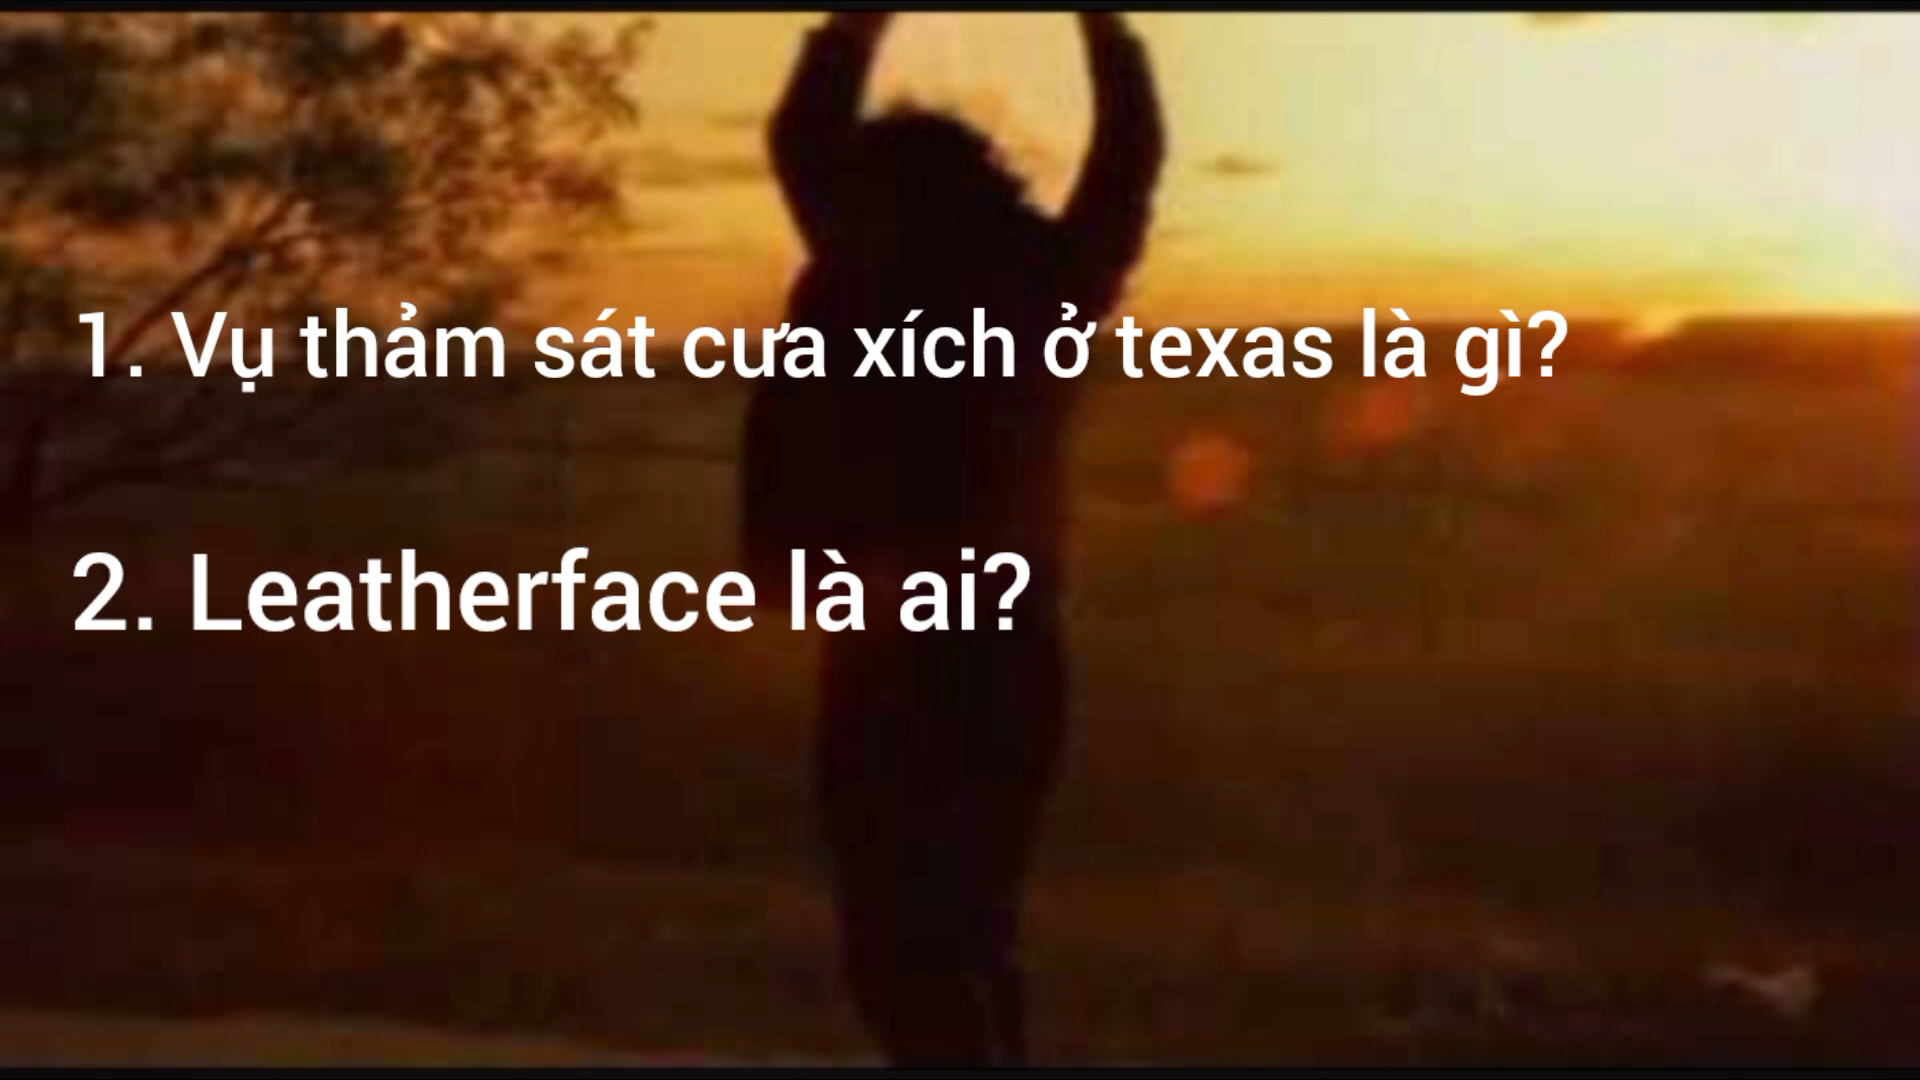 1. Vụ thảm sát cưa xích ở texas là gì?
2. Leatherface là ai?